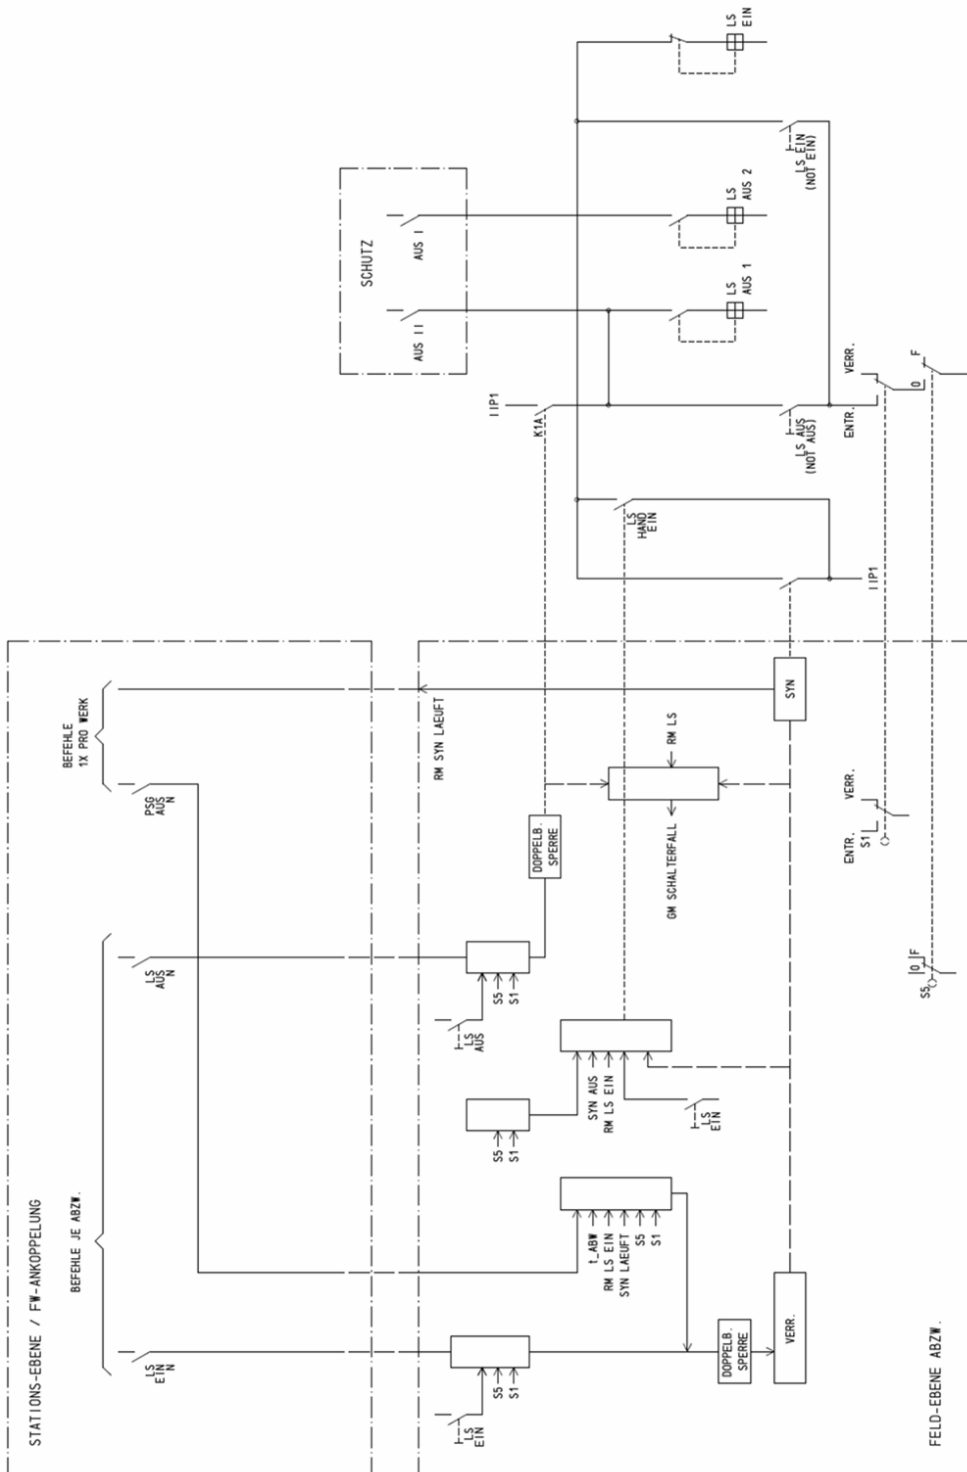 STATIONS-EBENE / FW-ANKOPPELUNG
BEFEHLE JE ABZW.
BEFEHLE
1X PRO WERK
LS
EIN
N
LS
AUS
N
PSG
AUS
N
RM SYN LAEUFT
LS
EIN
S5
S1
t_ABW
RM LS EIN
SYN LAEUFT
S5
S1
S5
S1
SYN AUS
RM LS EIN
LS
EIN
LS
AUS
S5
S1
DOPPELB.
SPERRE
DOPPELB.
SPERRE
VERR.
GM SCHALTERFALL
RM LS
SYN
FELD-EBENE ABZW.
S5
0
F
ENTR.
VERR.
S1
SCHUTZ
AUS II
AUS I
IIP1
K1A
LS
HAND
EIN
IIP1
LS AUS
(NOT AUS)
LS
AUS 1
LS
AUS 2
LS EIN
(NOT EIN)
LS
EIN
ENTR.
VERR.
0
F